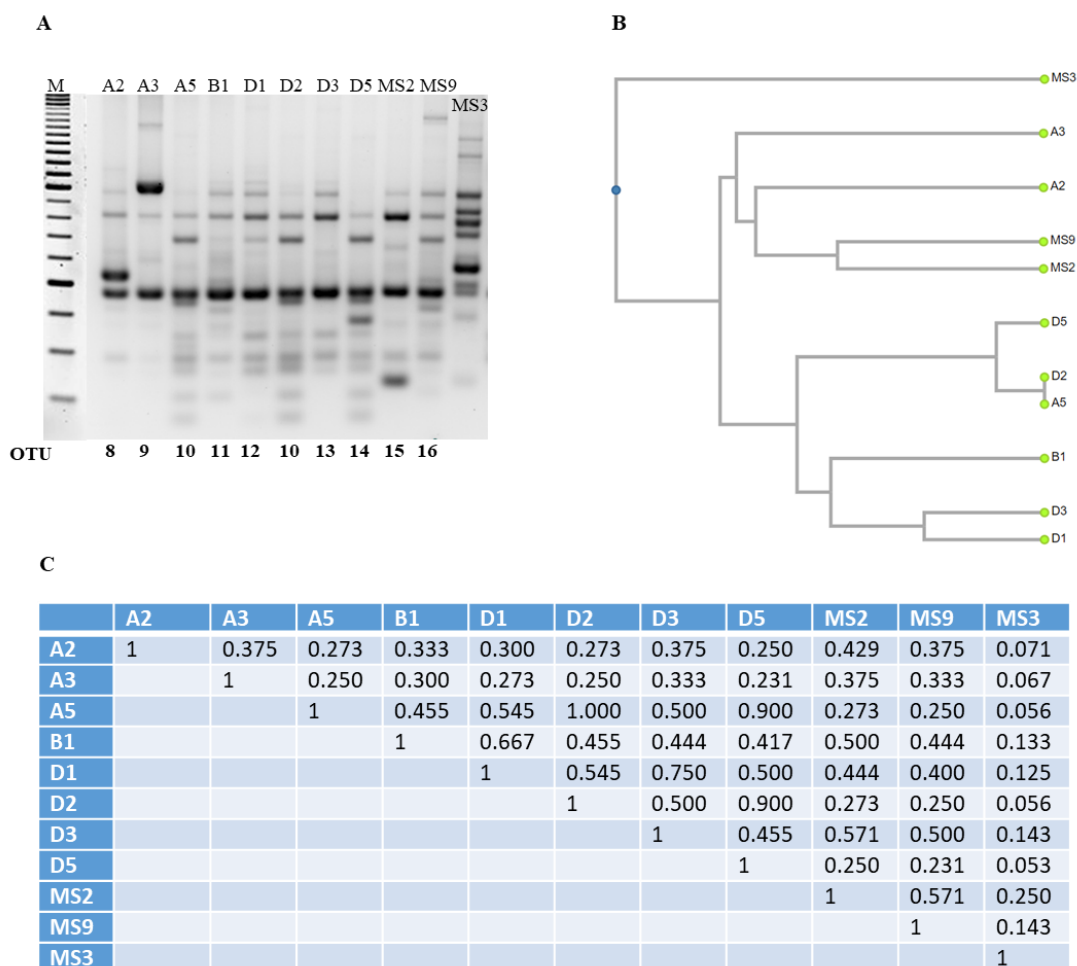 A
M A2 A3 A5 B1 D1 D2 D3 D5 MS2 MS9 MS3
OTU 8 9 10 11 12 10 13 14 15 16
B
MS3
A3
A2
MS9
MS2
D5
D2
A5
B1
D3
D1
C
A2 A3 A5 B1 D1 D2 D3 D5 MS2 MS9 MS3
A2 1 0.375 0.273 0.333 0.300 0.273 0.375 0.250 0.429 0.375 0.071
A3 1 0.250 0.300 0.273 0.250 0.333 0.231 0.375 0.333 0.067
A5 1 0.455 0.545 1.000 0.500 0.900 0.273 0.250 0.056
B1 1 0.667 0.455 0.444 0.417 0.500 0.444 0.133
D1 1 0.545 0.750 0.500 0.444 0.400 0.125
D2 1 0.500 0.900 0.273 0.250 0.056
D3 1 0.455 0.571 0.500 0.143
D5 1 0.250 0.231 0.053
MS2 1 0.571 0.250
MS9 1 0.143
MS3 1